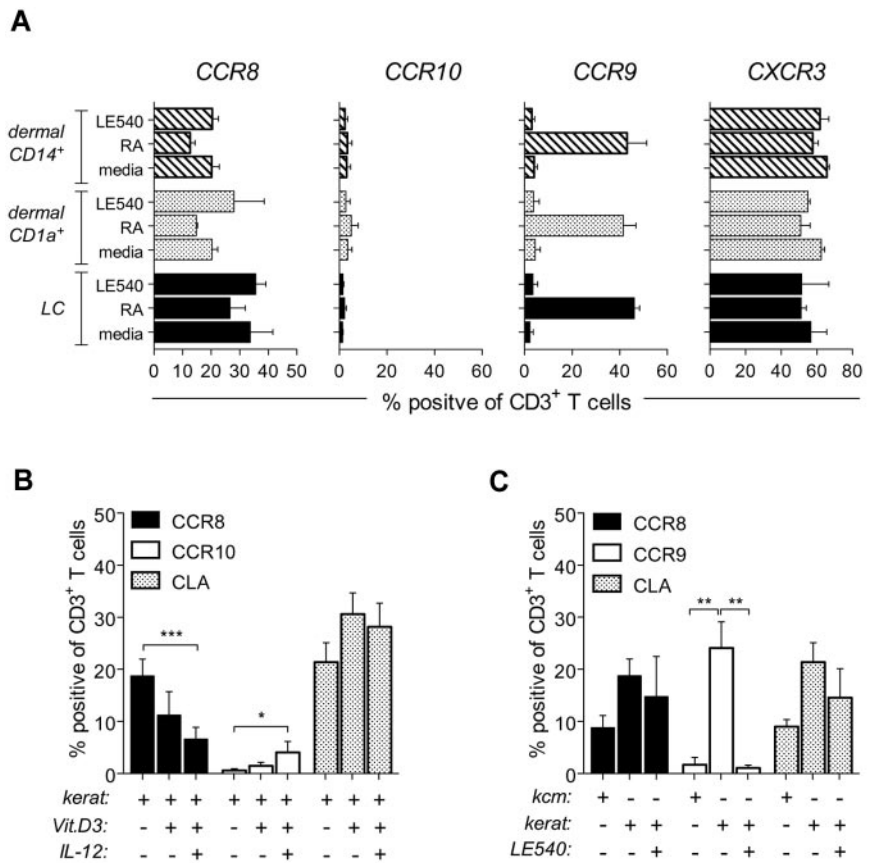 A
CCR8 CCR10 CCR9 CXCR3
dermal CD14+
LE540
RA
media
dermal CD1a+
LE540
RA
media
LC
LE540
RA
media
0 10 20 30 40 50 0 20 40 60 0 20 40 60 0 20 40 60 80
% positve of CD3+ T cells
B
% positive of CD3+ T cells
50
40
30
20
10
0
CCR8
CCR10
CLA
***
*
kerat: + + + + + + + + +
Vit.D3: - + + - + + - + +
IL-12: - - + - - + - - +
C
% positive of CD3+ T cells
50
40
30
20
10
0
CCR8
CCR9
CLA
** **
kcm: + - - + - - + - -
kerat: - + + - + + - + +
LE540: - - + - - + - - +